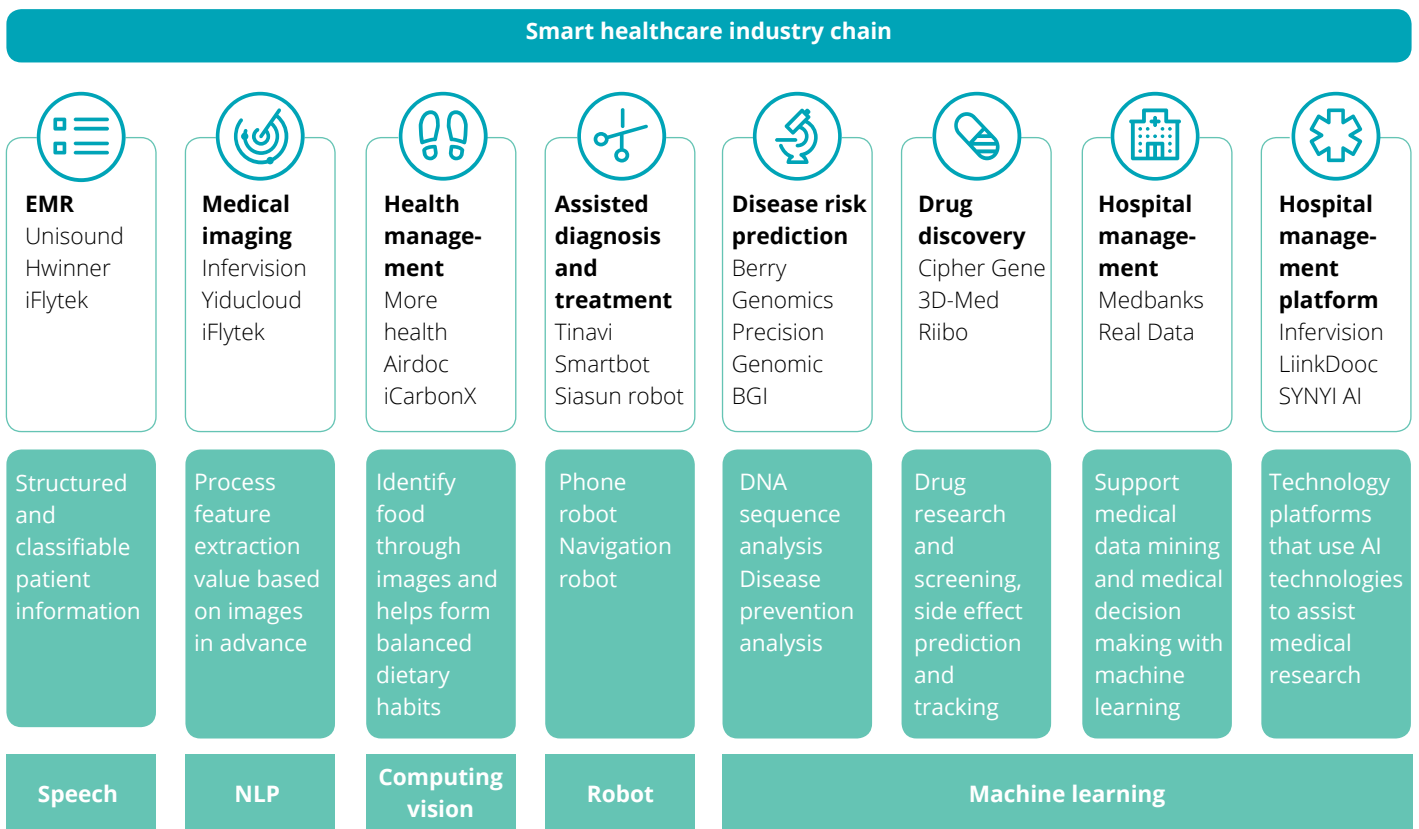 Smart healthcare industry chain
EMR
Unisound
Hwinner
iFlytek
Medical
imaging
Infervision
Yiducloud
iFlytek
Health
manage-
ment
More
health
Airdoc
iCarbonX
Assisted
diagnosis
and
treatment
Tinavi
Smartbot
Siasun robot
Disease risk
prediction
Berry
Genomics
Precision
Genomic
BGI
Drug
discovery
Cipher Gene
3D-Med
Riibo
Hospital
manage-
ment
Medbanks
Real Data
Hospital
manage-
ment
platform
Infervision
LiinkDooc
SYNYI AI
Structured
and
classifiable
patient
information
Process
feature
extraction
value based
on images
in advance
Identify
food
through
images and
helps form
balanced
dietary
habits
Phone
robot
Navigation
robot
DNA
sequence
analysis
Disease
prevention
analysis
Drug
research
and
screening,
side effect
prediction
and
tracking
Support
medical
data mining
and medical
decision
making with
machine
learning
Technology
platforms
that use AI
technologies
to assist
medical
research
Speech
NLP
Computing
vision
Robot
Machine learning